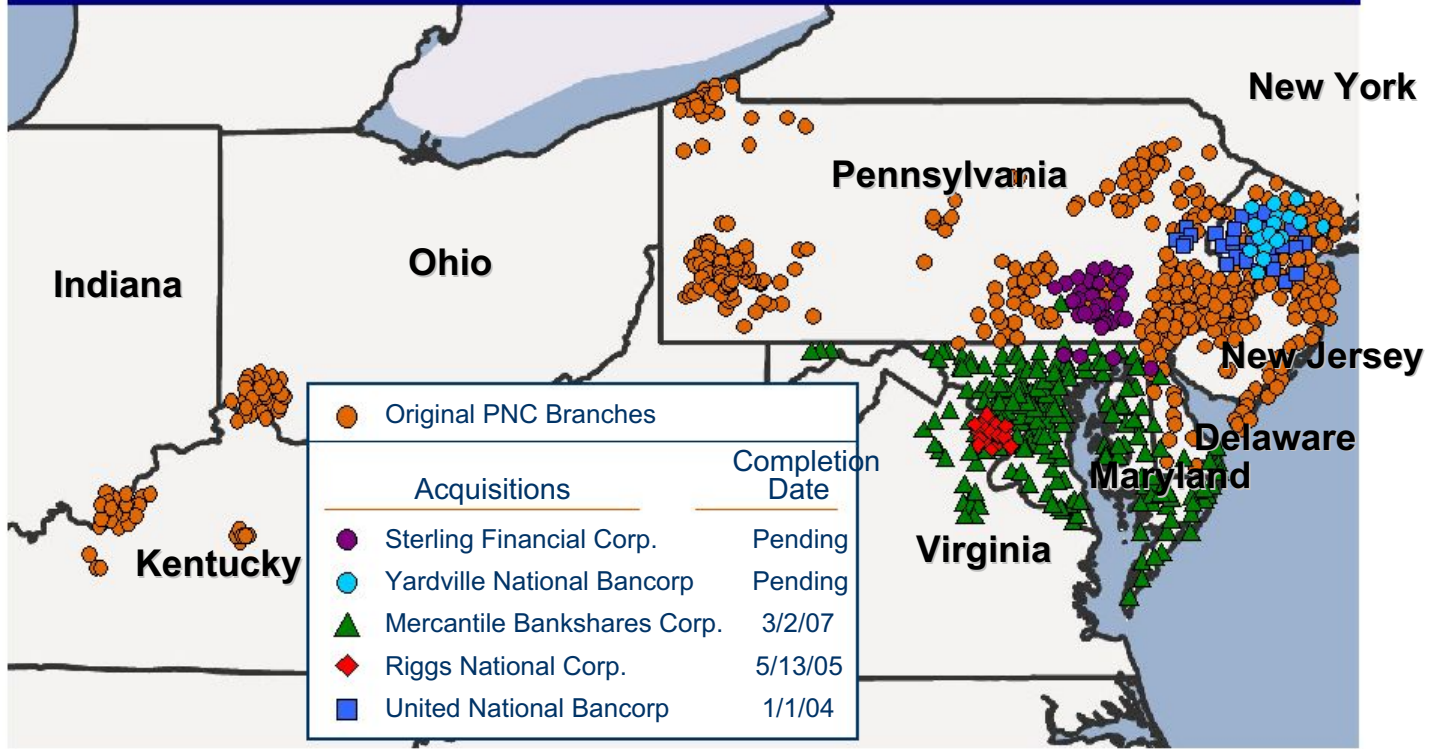 New York
Pennsylvania
Ohio
Indiana
New Jersey
Delaware
Maryland
Virginia
Kentucky
Original PNC Branches
Acquisitions
Completion
Date
Sterling Financial Corp. Pending
Yardville National Bancorp Pending
Mercantile Bankshares Corp. 3/2/07
Riggs National Corp. 5/13/05
United National Bancorp 1/1/04